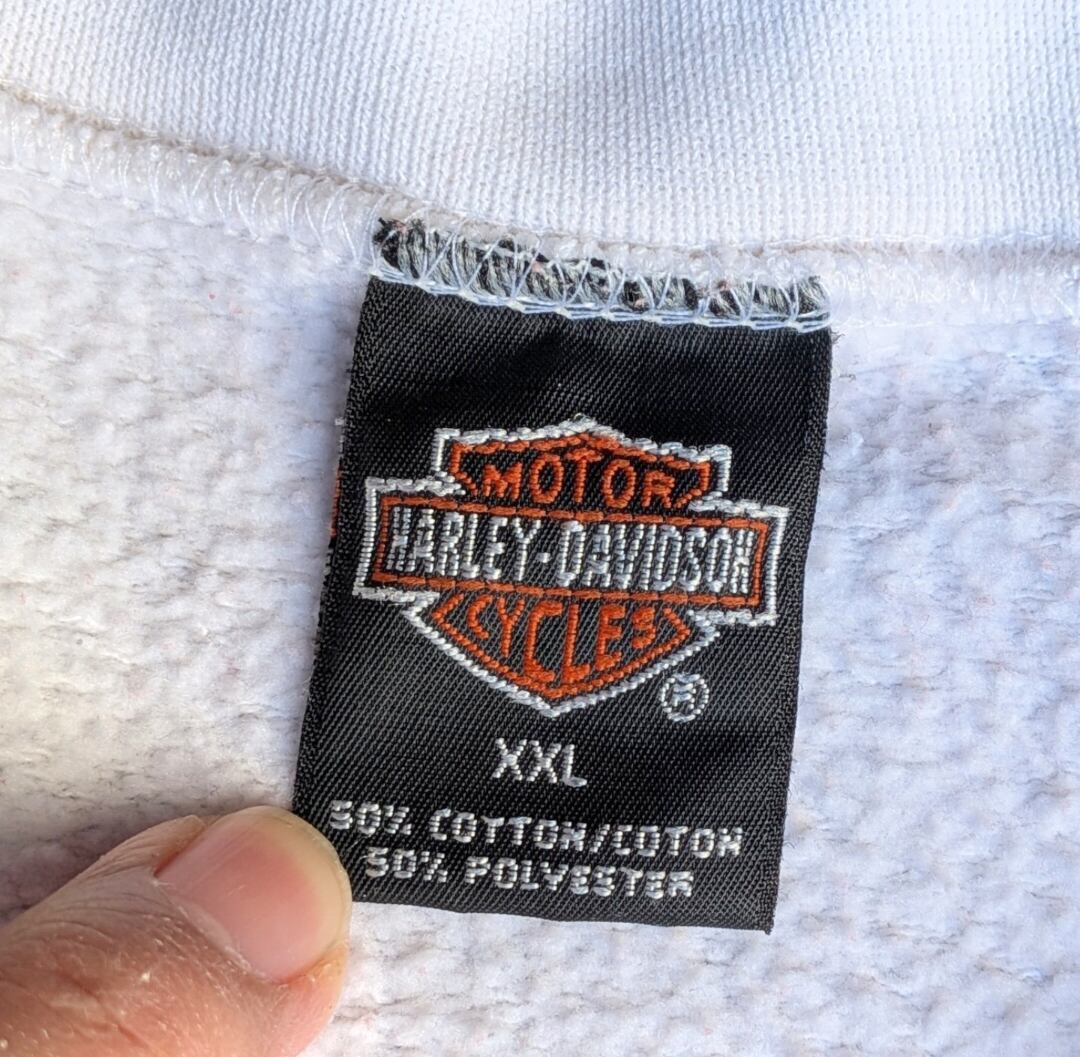 MOTOR
HARLEY-DAVIDSON
CYCLES
®
XXL
50% COTTON/COTON
50% POLYESTER